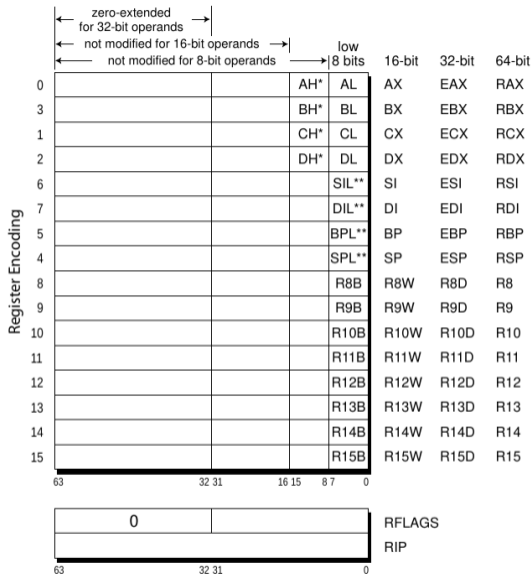 zero-extended
for 32-bit operands
not modified for 16-bit operands
low
not modified for 8-bit operands 8 bits 16-bit 32-bit 64-bit
Register Encoding
0 AH* AL AX EAX RAX
3 BH* BL BX EBX RBX
1 CH* CL CX ECX RCX
2 DH* DL DX EDX RDX
6 SIL** SI ESI RSI
7 DIL** DI EDI RDI
5 BPL** BP EBP RBP
4 SPL** SP ESP RSP
8 R8B R8W R8D R8
9 R9B R9W R9D R9
10 R10B R10W R10D R10
11 R11B R11W R11D R11
12 R12B R12W R12D R12
13 R13B R13W R13D R13
14 R14B R14W R14D R14
15 R15B R15W R15D R15
63 32 31 16 15 8 7 0
0 RFLAGS
RIP
63 32 31 0